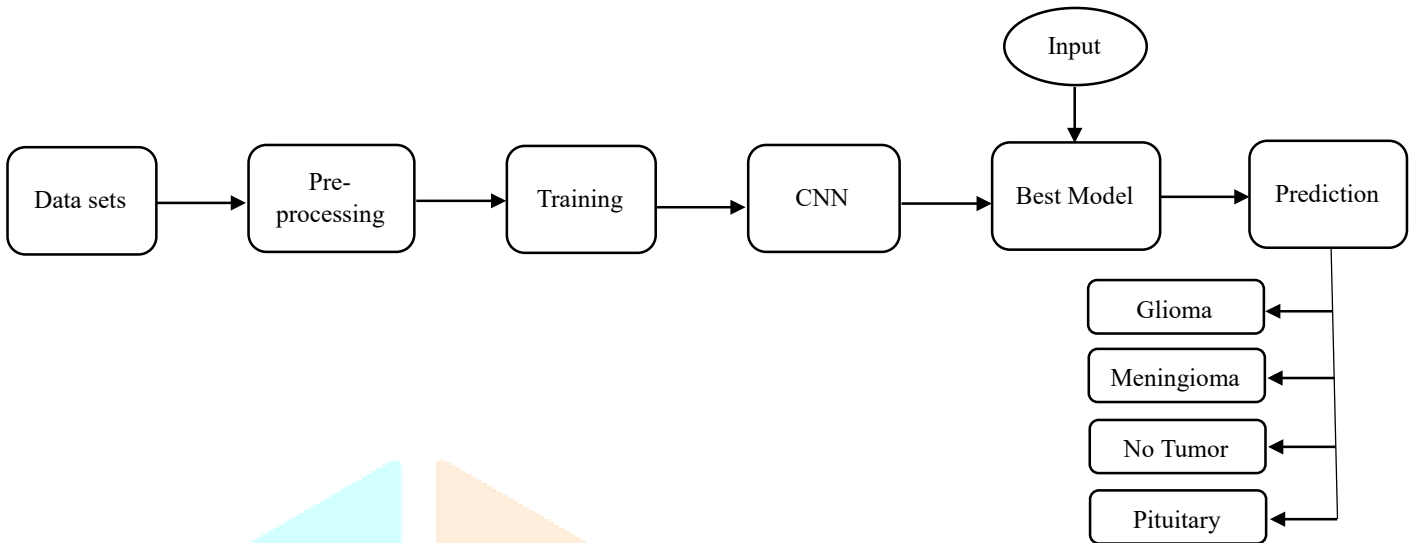 Input
Data sets
Pre-
processing
Training
CNN
Best Model
Prediction
Glioma
Meningioma
No Tumor
Pituitary